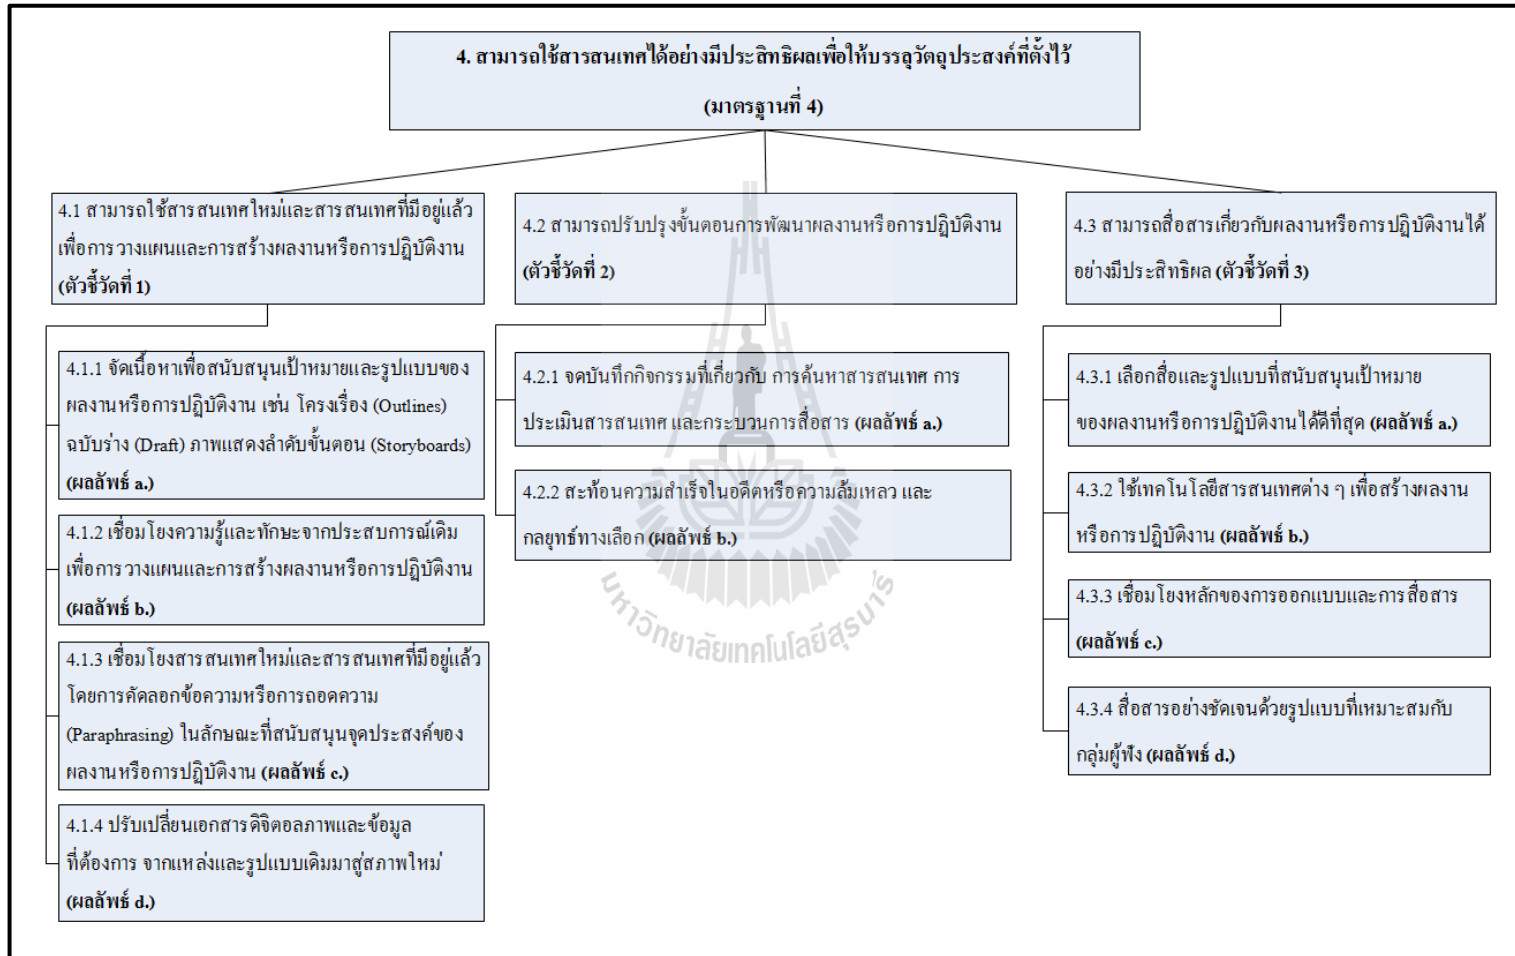 4. สามารถใช้สารสนเทศได้อย่างมีประสิทธิผลเพื่อให้บรรลุวัตถุประสงค์ที่ตั้งไว้
(มาตรฐานที่ 4)
4.1 สามารถใช้สารสนเทศใหม่และสารสนเทศที่มีอยู่แล้ว
เพื่อการวางแผนและการสร้างผลงานหรือการปฏิบัติงาน
(ตัวชี้วัดที่ 1)
4.1.1 จัดเนื้อหาเพื่อสนับสนุนเป้าหมายและรูปแบบของ
ผลงานหรือการปฏิบัติงาน เช่น โครงเรื่อง (Outlines)
ฉบับร่าง (Draft) ภาพแสดงลำดับขั้นตอน (Storyboards)
(ผลลัพธ์ a.)
4.1.2 เชื่อมโยงความรู้และทักษะจากประสบการณ์เดิม
เพื่อการวางแผนและการสร้างผลงานหรือการปฏิบัติงาน
(ผลลัพธ์ b.)
4.1.3 เชื่อมโยงสารสนเทศใหม่และสารสนเทศที่มีอยู่แล้ว
โดยการคัดลอกข้อความหรือการถอดความ
(Paraphrasing) ในลักษณะที่สนับสนุนจุดประสงค์ของ
ผลงานหรือการปฏิบัติงาน (ผลลัพธ์ c.)
4.1.4 ปรับเปลี่ยนเอกสารดิจิตอลภาพและข้อมูล
ที่ต้องการ จากแหล่งและรูปแบบเดิมมาสู่สภาพใหม่
(ผลลัพธ์ d.)
4.2 สามารถปรับปรุงขั้นตอนการพัฒนาผลงานหรือการปฏิบัติงาน
(ตัวชี้วัดที่ 2)
4.2.1 จดบันทึกกิจกรรมที่เกี่ยวกับ การค้นหาสารสนเทศ การ
ประเมินสารสนเทศ และกระบวนการสื่อสาร (ผลลัพธ์ a.)
4.2.2 สะท้อนความสำเร็จในอดีตหรือความล้มเหลว และ
กลยุทธ์ทางเลือก (ผลลัพธ์ b.)
4.3 สามารถสื่อสารเกี่ยวกับผลงานหรือการปฏิบัติงานได้
อย่างมีประสิทธิผล (ตัวชี้วัดที่ 3)
4.3.1 เลือกสื่อและรูปแบบที่สนับสนุนเป้าหมาย
ของผลงานหรือการปฏิบัติงานได้ดีที่สุด (ผลลัพธ์ a.)
4.3.2 ใช้เทคโนโลยีสารสนเทศต่าง ๆ เพื่อสร้างผลงาน
หรือการปฏิบัติงาน (ผลลัพธ์ b.)
4.3.3 เชื่อมโยงหลักของการออกแบบและการสื่อสาร
(ผลลัพธ์ c.)
4.3.4 สื่อสารอย่างชัดเจนด้วยรูปแบบที่เหมาะสมกับ
กลุ่มผู้ฟัง (ผลลัพธ์ d.)
มหาวิทยาลัยเทคโนโลยีสุรนารี